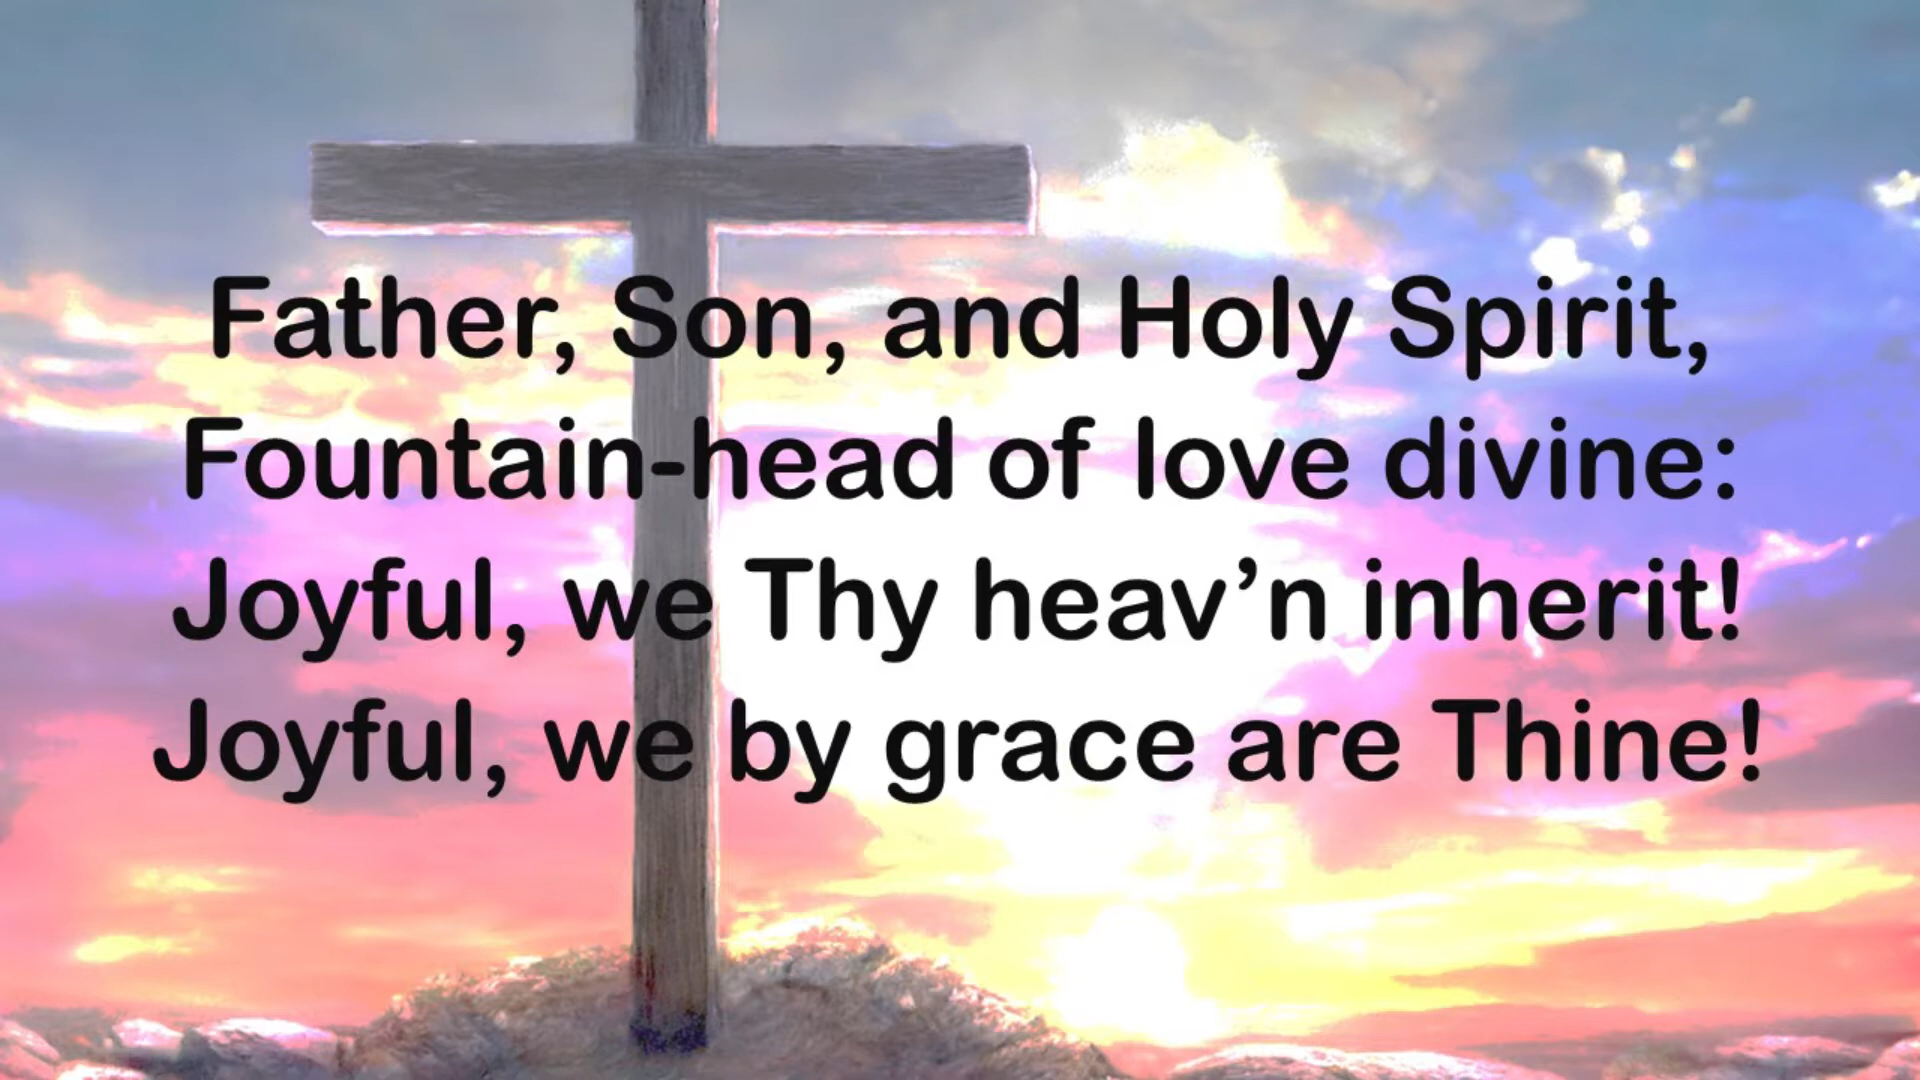 Father, Son, and Holy Spirit,
Fountain-head of love divine:
Joyful, we Thy heav’n inherit!
Joyful, we by grace are Thine!